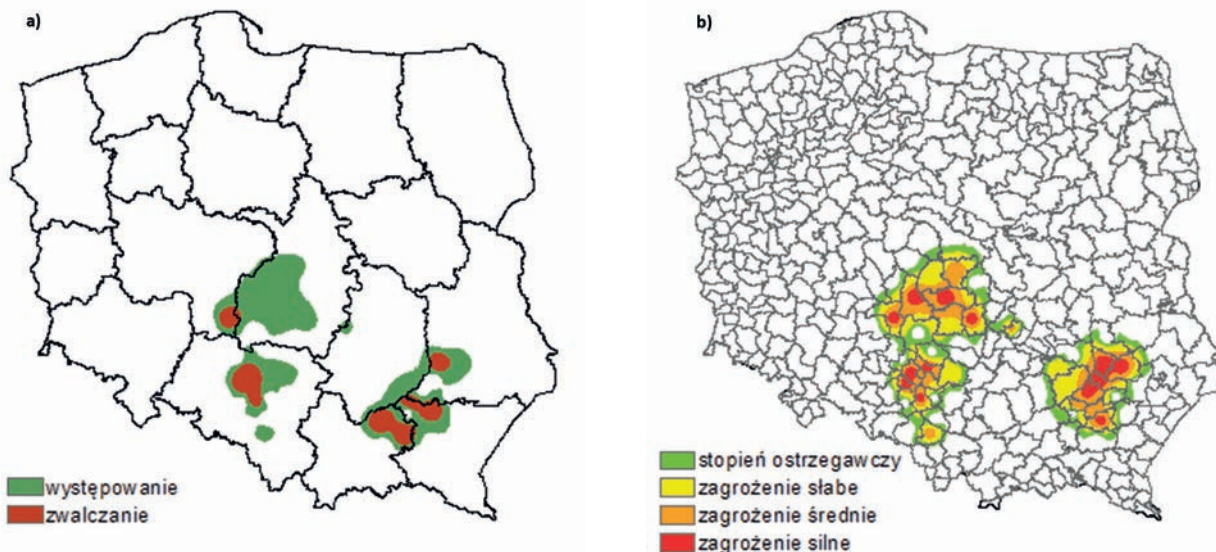 a)
występowanie
zwalczanie
b)
stopień ostrzegawczy
zagrożenie słabe
zagrożenie średnie
zagrożenie silne